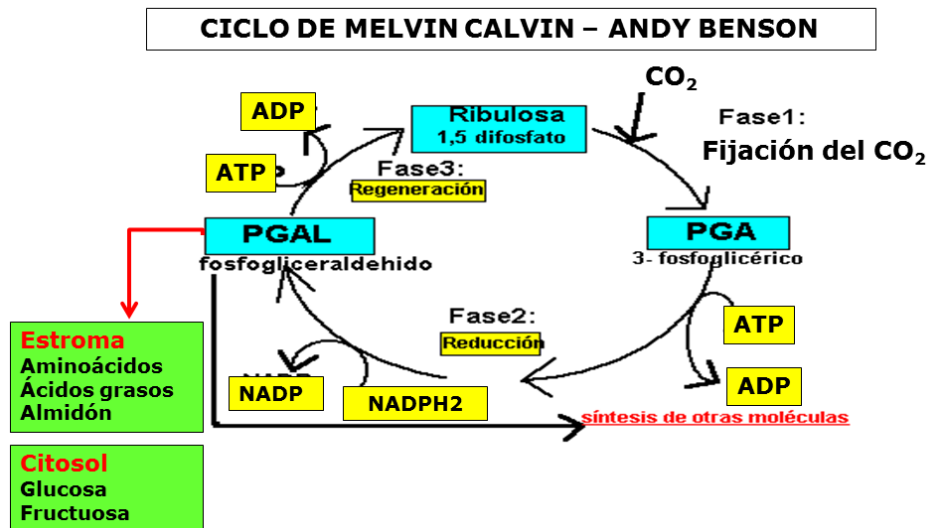 CICLO DE MELVIN CALVIN – ANDY BENSON
CO₂
Fase1:
Fijación del CO₂
ADP
ATP
Ribulosa
1,5 difosfato
Fase3:
Regeneración
PGAL
fosfogliceraldehido
PGA
3- fosfoglicérico
Fase2:
Reducción
ATP
ADP
NADP
NADPH2
síntesis de otras moléculas
Estroma
Aminoácidos
Ácidos grasos
Almidón
Citosol
Glucosa
Fructuosa